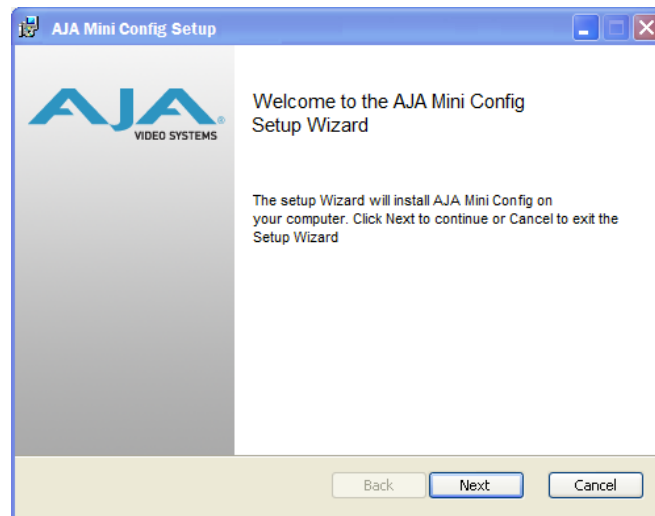 AJA Mini Config Setup
AJA®
VIDEO SYSTEMS
Welcome to the AJA Mini Config
Setup Wizard
The setup Wizard will install AJA Mini Config on
your computer. Click Next to continue or Cancel to exit the
Setup Wizard
Back
Next
Cancel